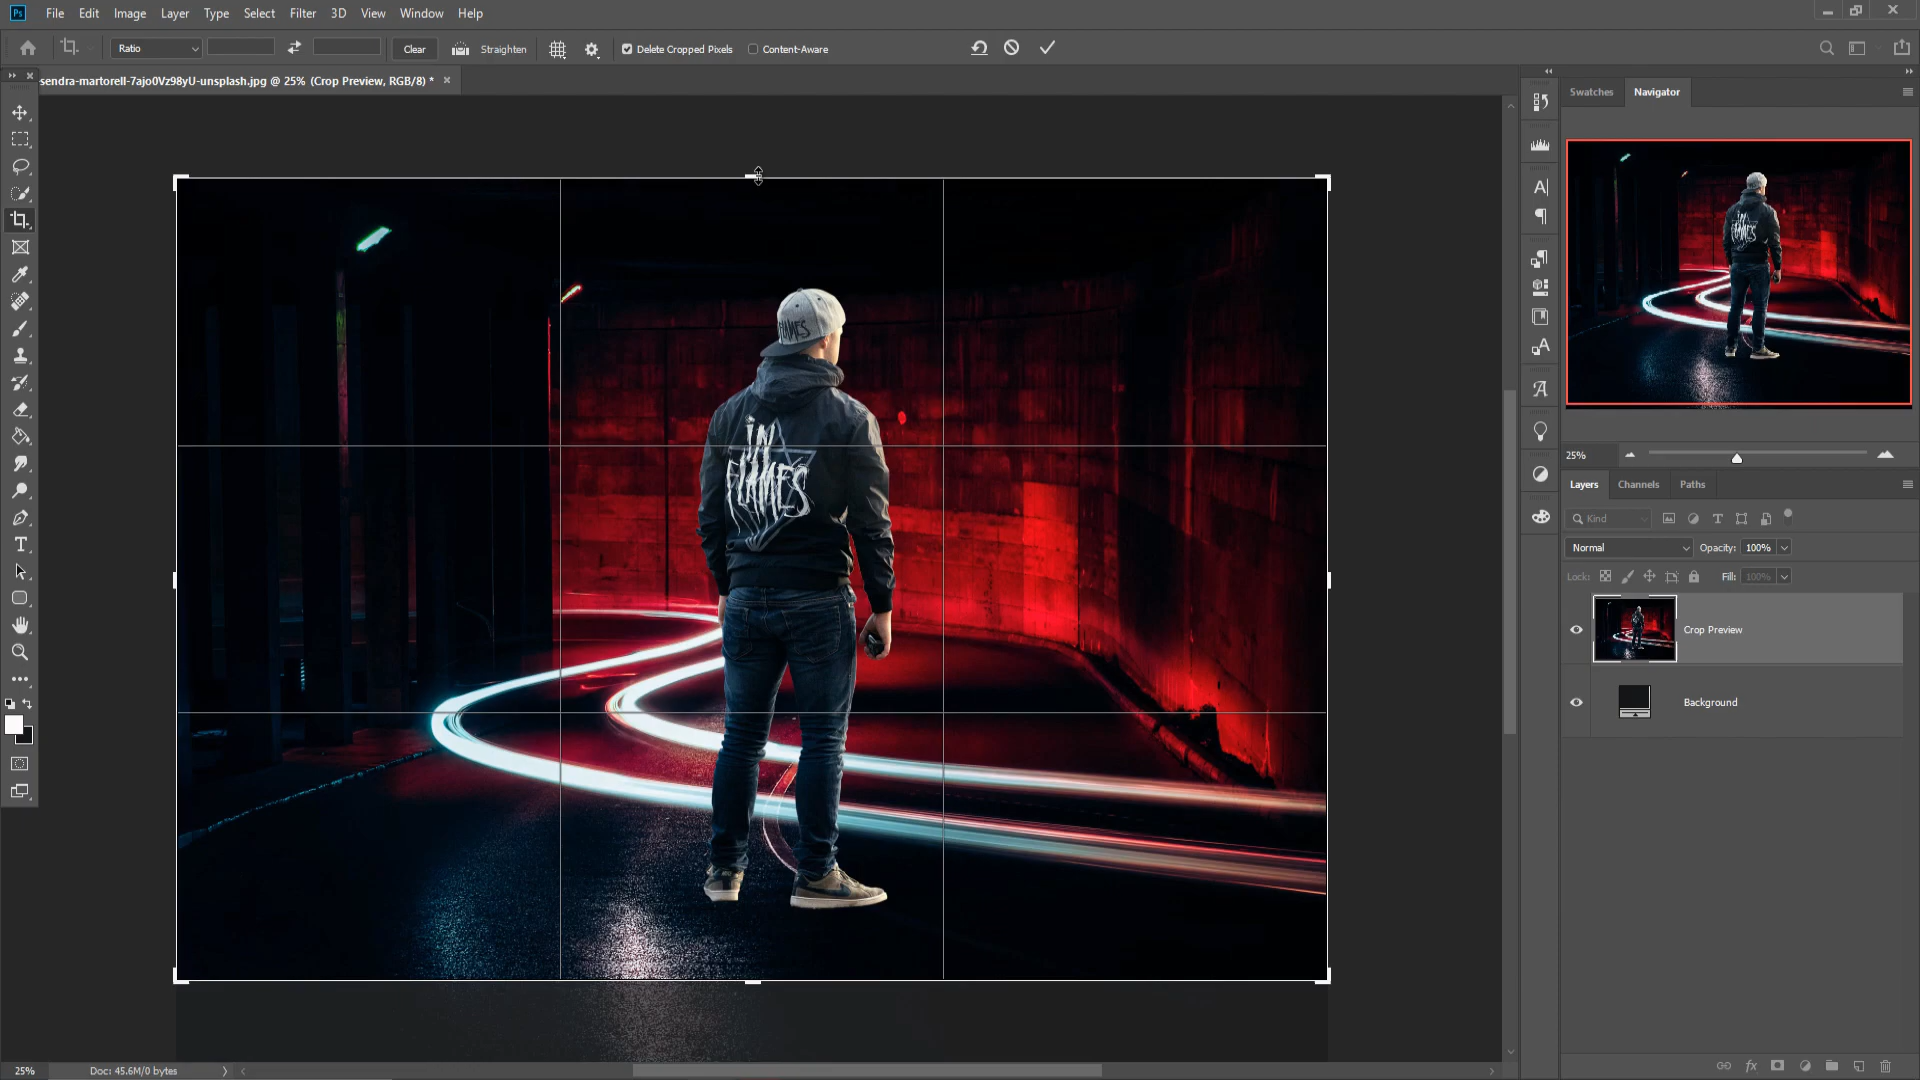 Ps File Edit Image Layer Type Select Filter 3D View Window Help
Ratio Clear Straighten Delete Cropped Pixels Content-Aware
sendra-martorell-7ajo0Vz98yU-unsplash.jpg @ 25% (Crop Preview, RGB/8) *
Swatches Navigator
FLAMES
IN
FLAMES
25%
Layers Channels Paths
Kind
Normal Opacity: 100%
Lock: Fill: 100%
Crop Preview
Background
25% Doc: 45.6M/0 bytes